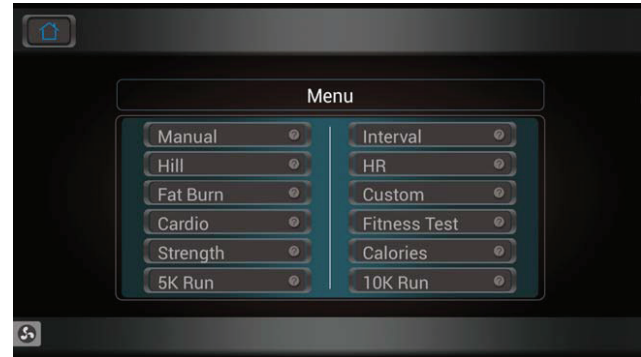 Menu
Manual
Hill
Fat Burn
Cardio
Strength
5K Run
Interval
HR
Custom
Fitness Test
Calories
10K Run